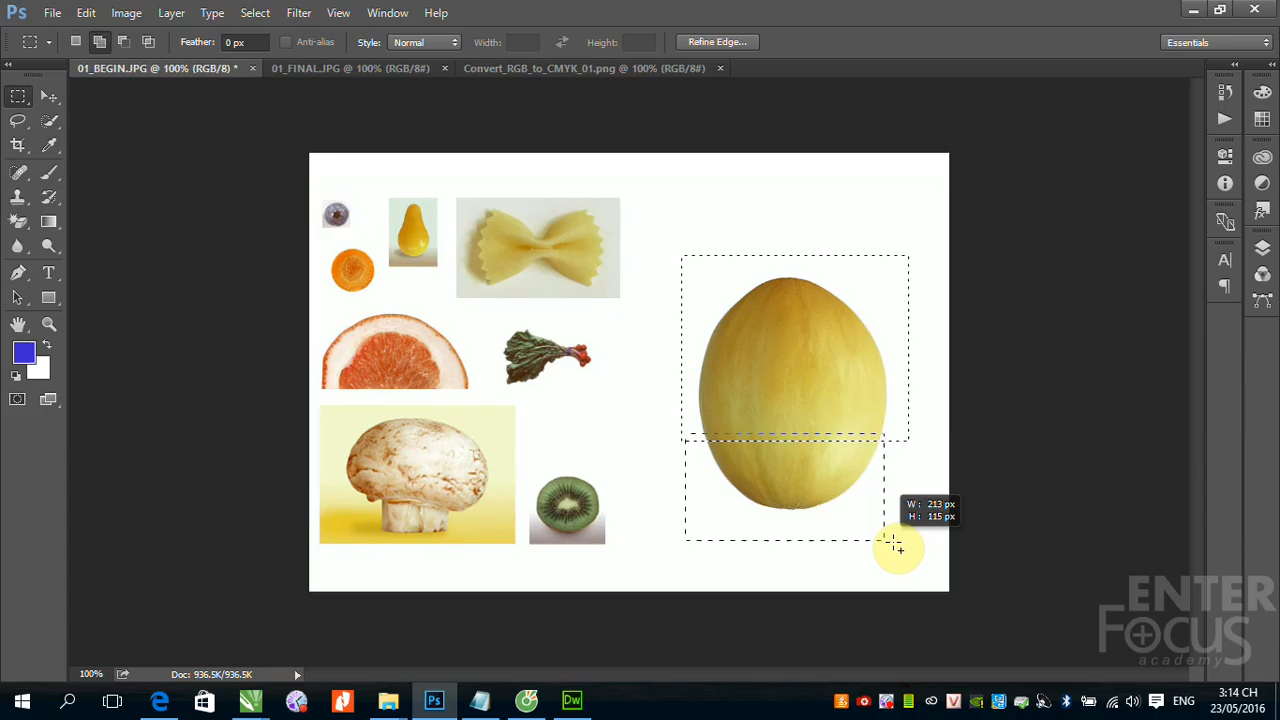 Ps File Edit Image Layer Type Select Filter View Window Help
Feather: 0 px Anti-alias Style: Normal Width: Height: Refine Edge... Essentials
01_BEGIN.JPG @ 100% (RGB/8) * 01_FINAL.JPG @ 100% (RGB/8#) Convert_RGB_to_CMYK_01.png @ 100% (RGB/8#)
W: 213 px
H: 115 px
ENTER
FOCUS
academy
100% Doc: 936.5K/936.5K
Ps Dw ENG 3:14 CH
23/05/2016